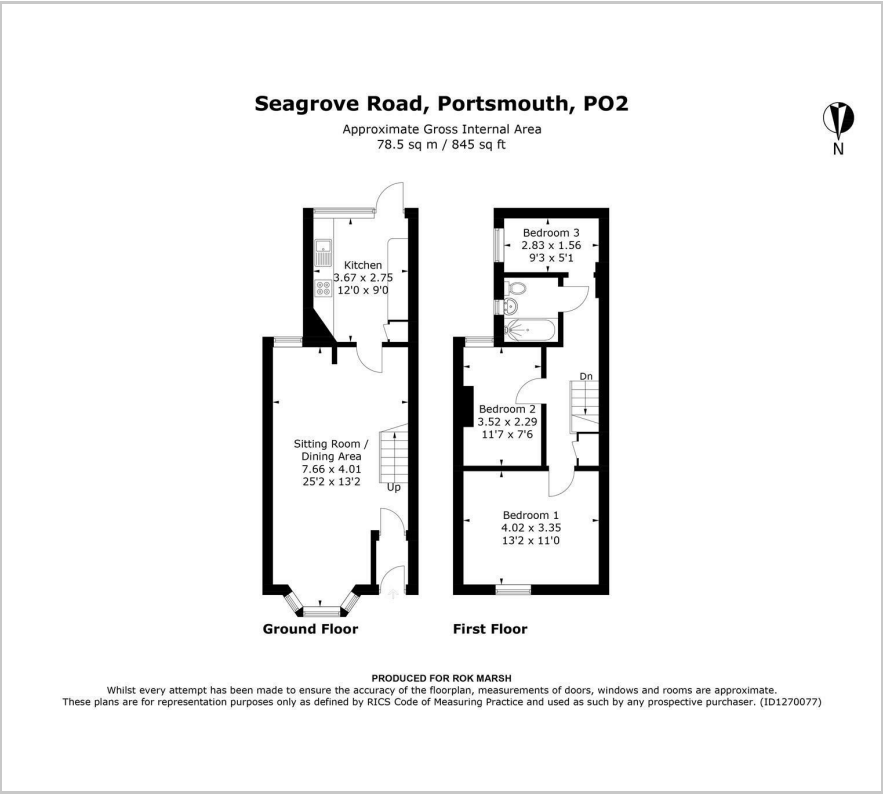 Seagrove Road, Portsmouth, PO2
Approximate Gross Internal Area
78.5 sq m / 845 sq ft
N
Kitchen
3.67 x 2.75
12'0 x 9'0
Sitting Room /
Dining Area
7.66 x 4.01
25'2 x 13'2
Up
Ground Floor
Bedroom 3
2.83 x 1.56
9'3 x 5'1
Dn
Bedroom 2
3.52 x 2.29
11'7 x 7'6
Bedroom 1
4.02 x 3.35
13'2 x 11'0
First Floor
PRODUCED FOR ROK MARSH
Whilst every attempt has been made to ensure the accuracy of the floorplan, measurements of doors, windows and rooms are approximate.
These plans are for representation purposes only as defined by RICS Code of Measuring Practice and used as such by any prospective purchaser. (ID1270077)